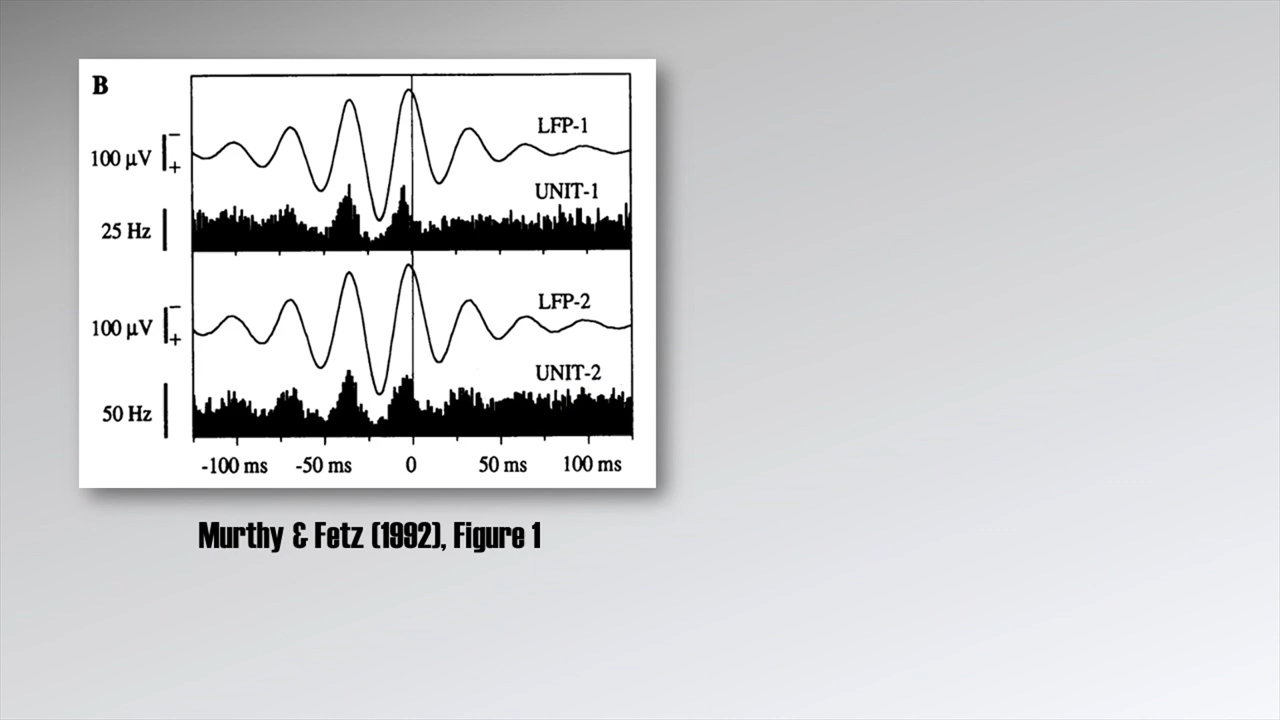 B
LFP-1
100 µV
−
+
UNIT-1
25 Hz
LFP-2
100 µV
−
+
UNIT-2
50 Hz
-100 ms -50 ms 0 50 ms 100 ms
Murthy & Fetz (1992), Figure 1